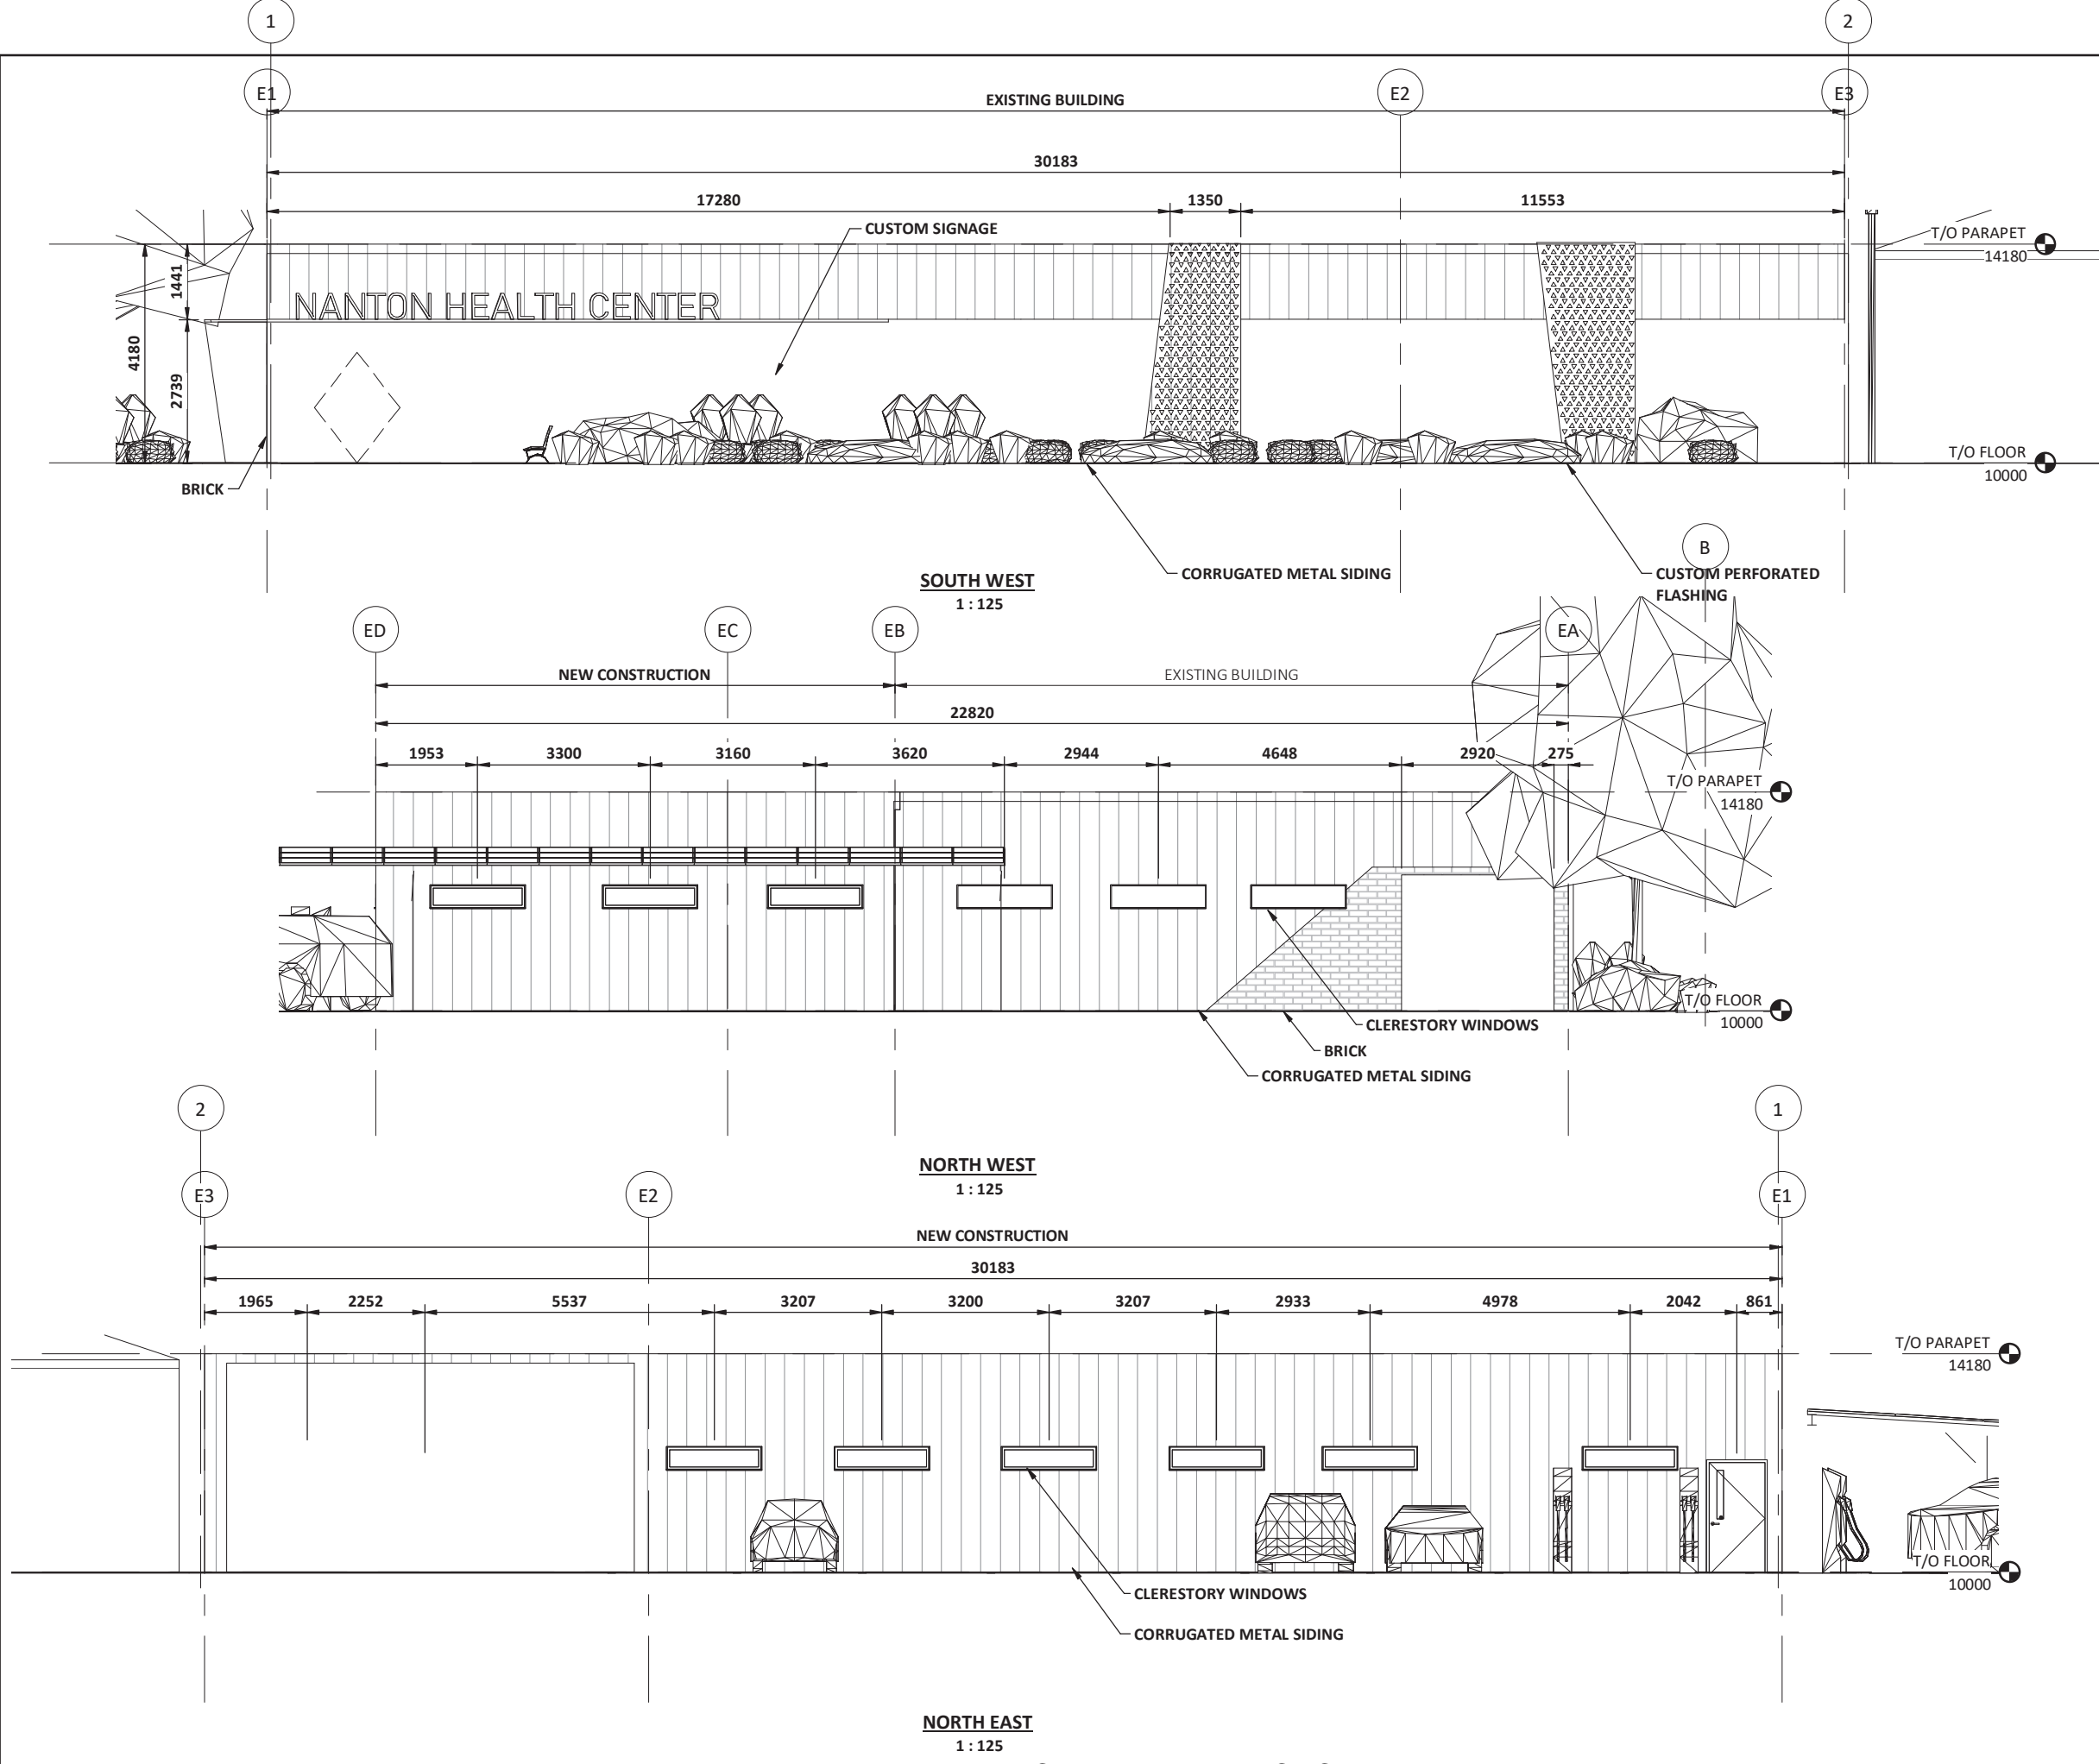 1
2
E1
E2
E3
EXISTING BUILDING
30183
17280
1350
11553
CUSTOM SIGNAGE
T/O PARAPET
14180
1441
NANTON HEALTH CENTER
4180
2739
T/O FLOOR
10000
BRICK
B
CORRUGATED METAL SIDING
CUSTOM PERFORATED
FLASHING
SOUTH WEST
1 : 125
ED
EC
EB
EA
NEW CONSTRUCTION
EXISTING BUILDING
22820
1953
3300
3160
3620
2944
4648
2920
275
T/O PARAPET
14180
T/O FLOOR
10000
CLERESTORY WINDOWS
BRICK
CORRUGATED METAL SIDING
2
1
NORTH WEST
1 : 125
E3
E2
E1
NEW CONSTRUCTION
30183
1965
2252
5537
3207
3200
3207
2933
4978
2042
861
T/O PARAPET
14180
T/O FLOOR
10000
CLERESTORY WINDOWS
CORRUGATED METAL SIDING
NORTH EAST
1 : 125